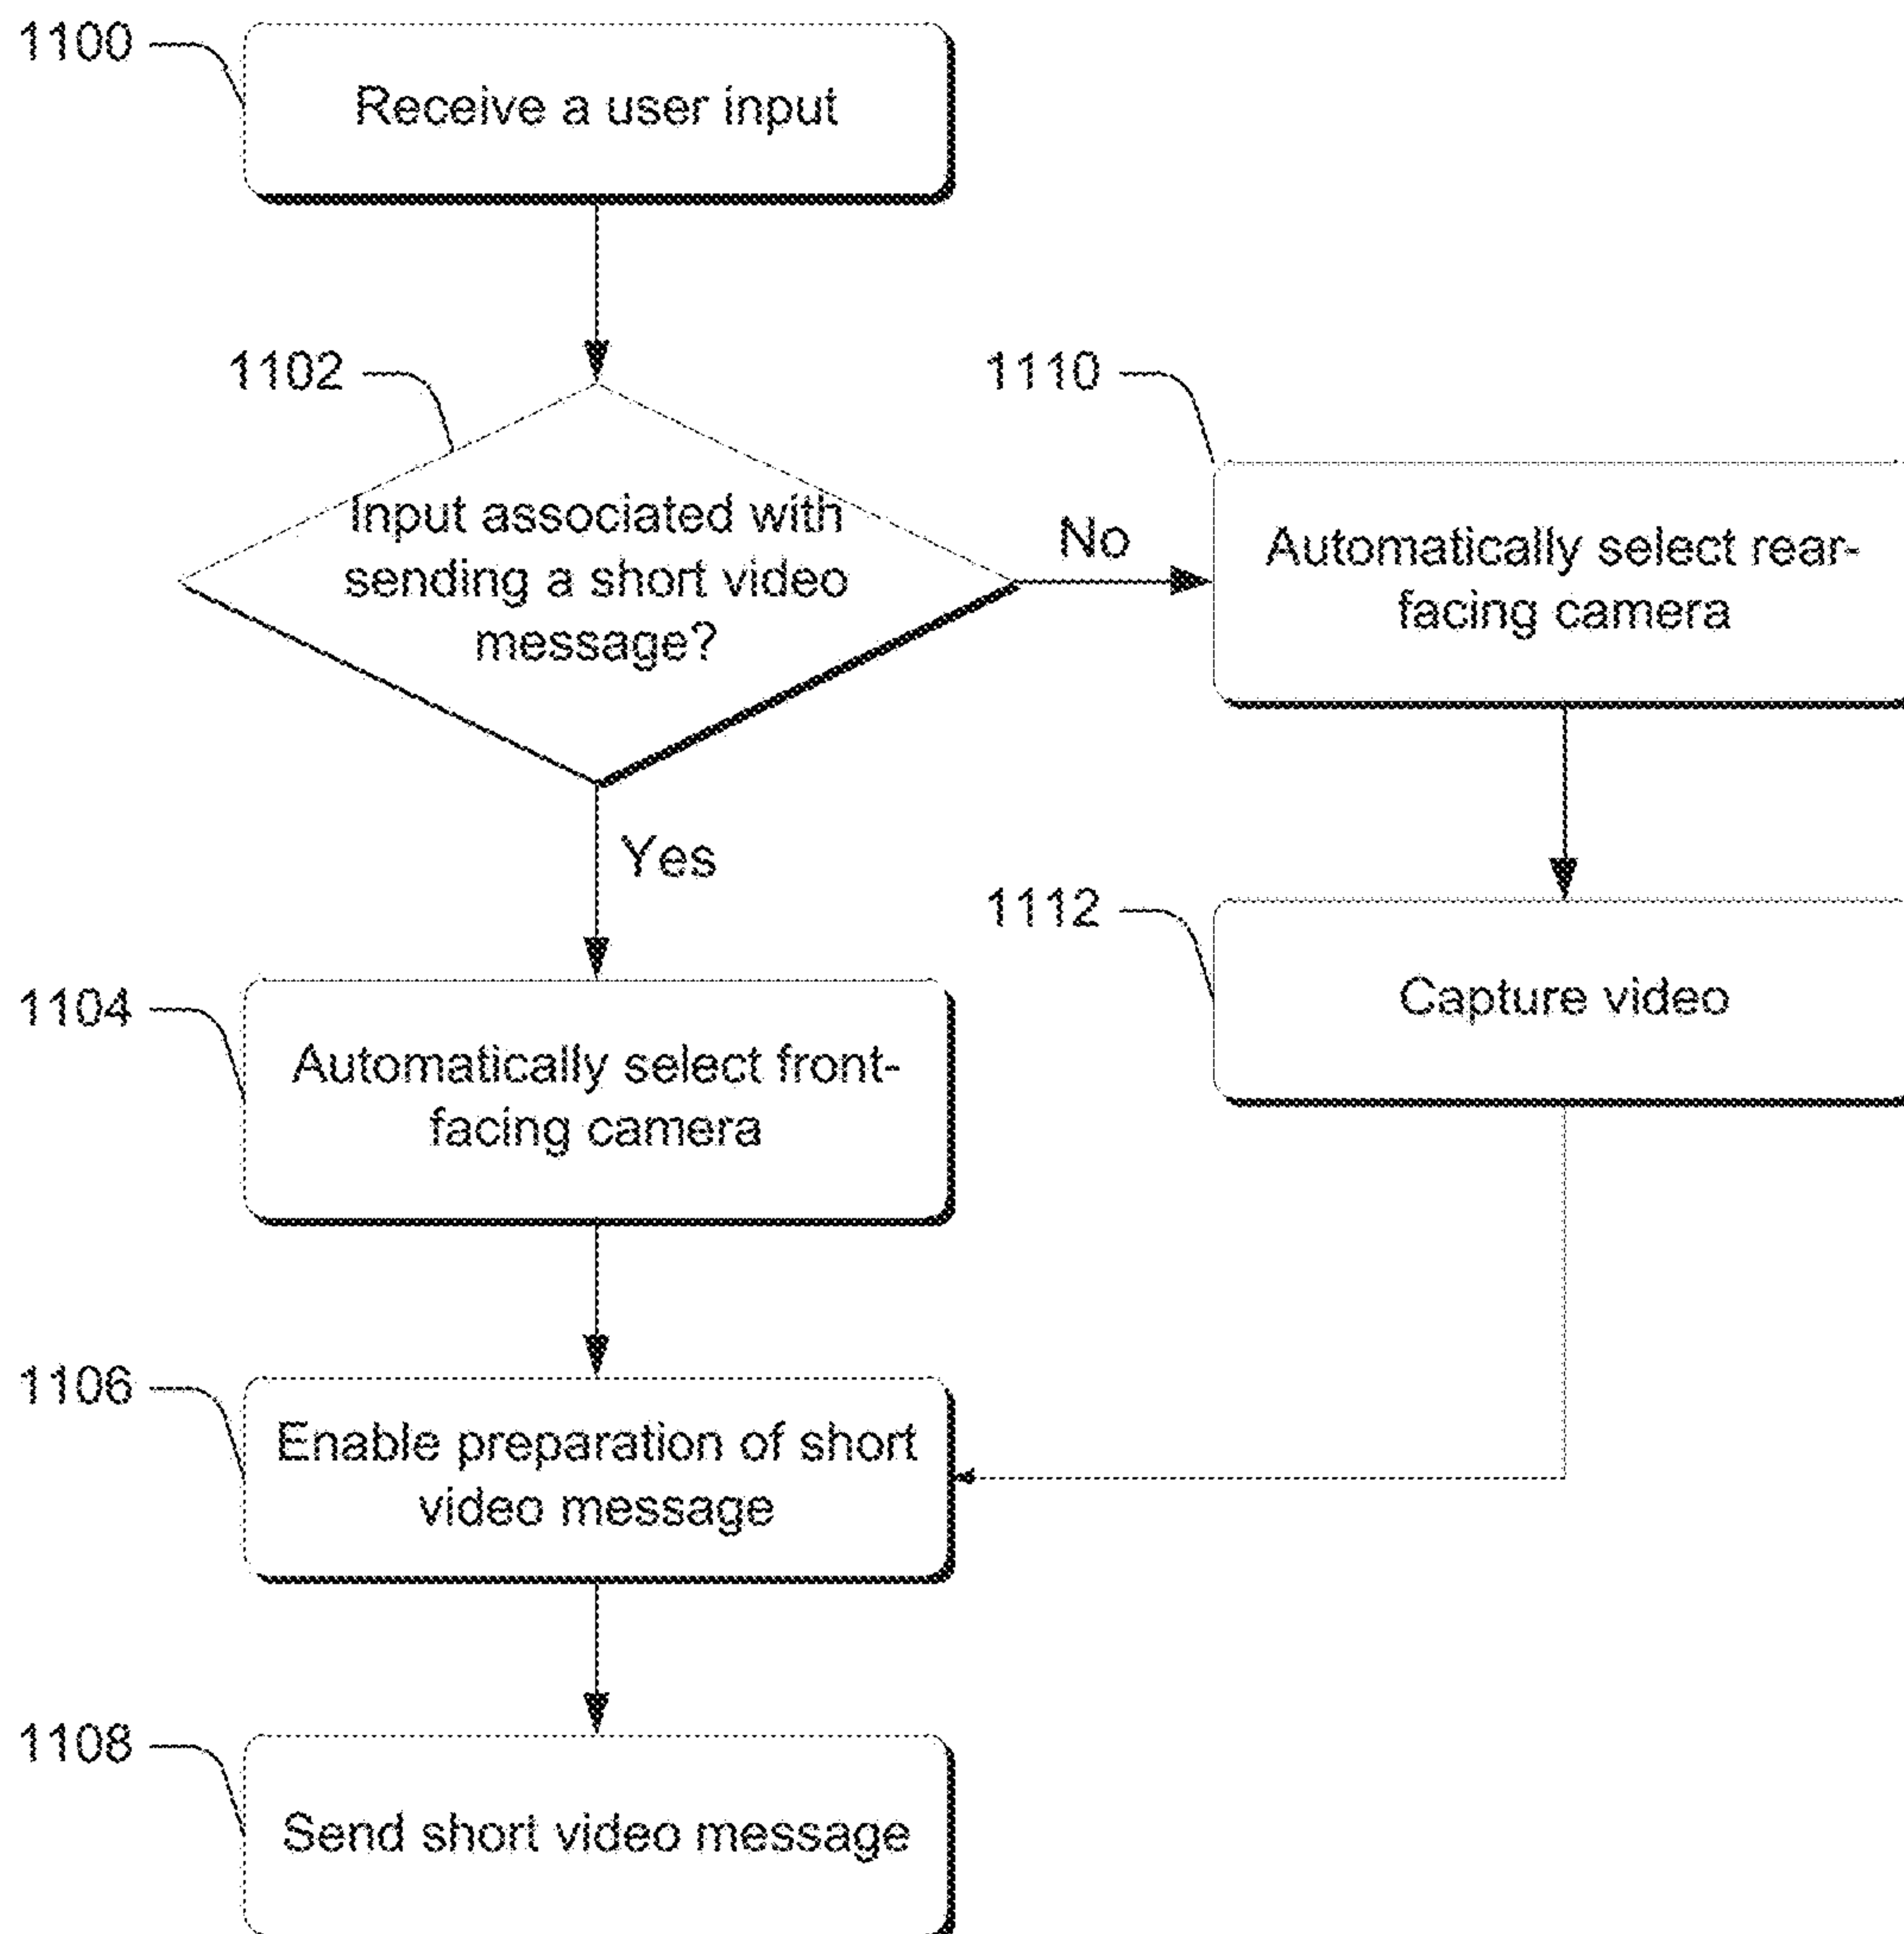 1100
Receive a user input
1102
Input associated with
sending a short video
message?
No
1110
Automatically select rear-
facing camera
Yes
1112
Capture video
1104
Automatically select front-
facing camera
1106
Enable preparation of short
video message
1108
Send short video message